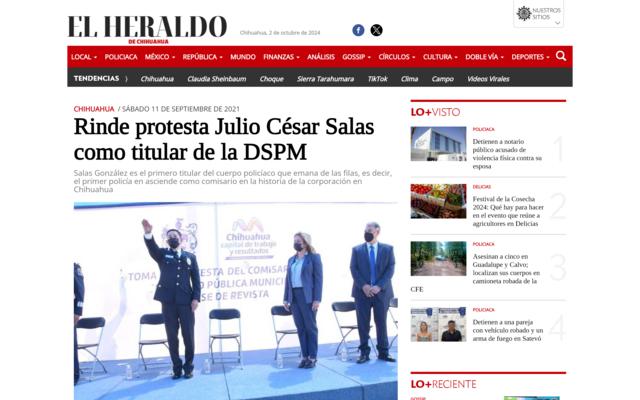 EL HERALDO
DE CHIHUAHUA
Chihuahua, 2 de octubre de 2024
NUESTROS
SITIOS
LOCAL POLICIACA MÉXICO REPÚBLICA MUNDO FINANZAS ANÁLISIS GOSSIP CÍRCULOS CULTURA DOBLE VÍA DEPORTES
TENDENCIAS Chihuahua Claudia Sheinbaum Choque Sierra Tarahumara TikTok Clima Campo Videos Virales
CHIHUAHUA / SÁBADO 11 DE SEPTIEMBRE DE 2021
Rinde protesta Julio César Salas
como titular de la DSPM
Salas González es el primero titular del cuerpo policíaco que emana de las filas, es decir,
el primer policía en asciende como comisario en la historia de la corporación en
Chihuahua
Chihuahua
capital de trabajo
y resultados
TOMA PROTESTA DEL COMISAR
PÚBLICA MUNICIPAL
SE DE REVISTA
LO+VISTO
POLICIACA
Detienen a notario
público acusado de
violencia física contra su
esposa
1
DELICIAS
Festival de la Cosecha
2024: Qué hay para hacer
en el evento que reúne a
agricultores en Delicias
2
POLICIACA
Asesinan a cinco en
Guadalupe y Calvo;
localizan sus cuerpos en
camioneta robada de la
CFE
3
POLICIACA
Detienen a una pareja
con vehículo robado y un
arma de fuego en Satevó
4
LO+RECIENTE
GOSSIP